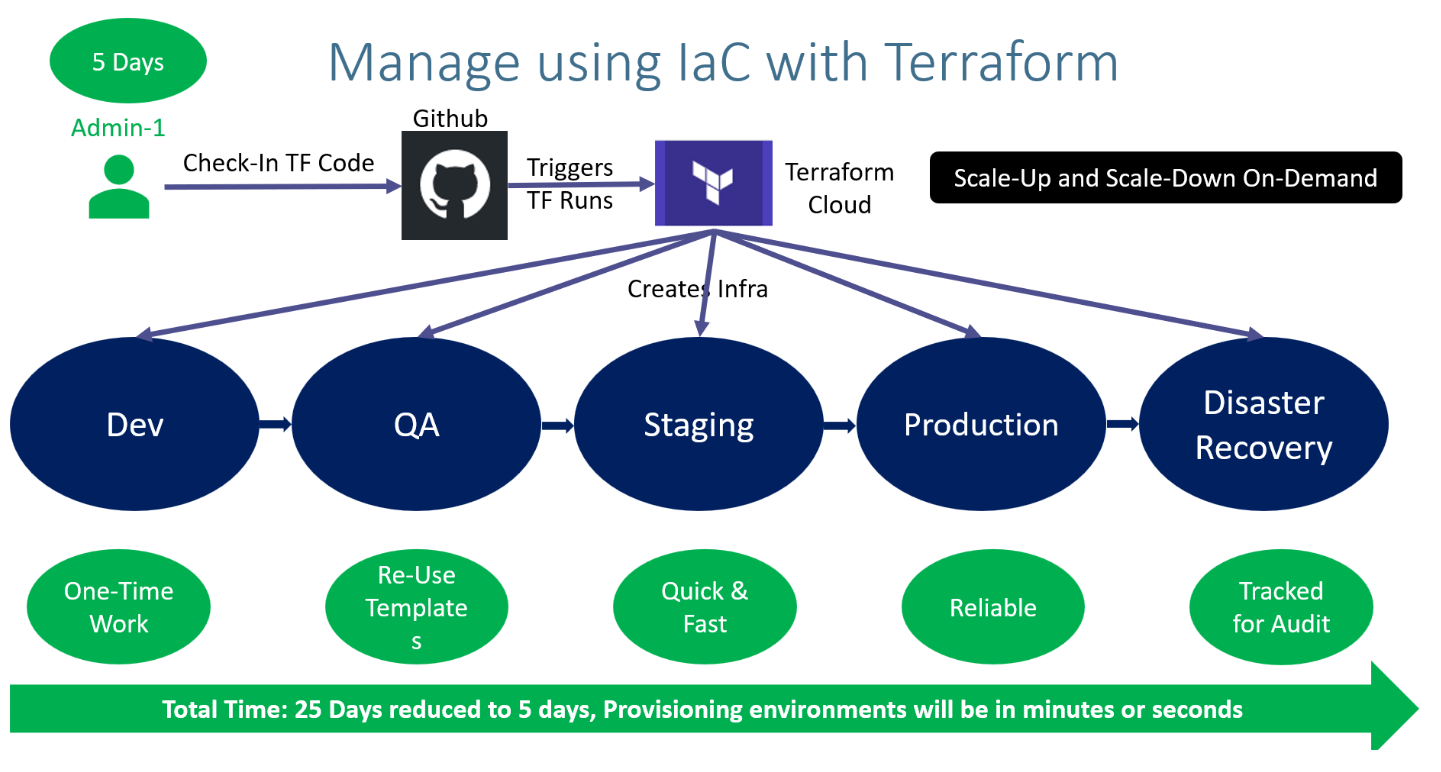 5 Days
Manage using IaC with Terraform
Admin-1
Github
Check-In TF Code
Triggers
TF Runs
Terraform
Cloud
Scale-Up and Scale-Down On-Demand
Creates Infra
Dev
QA
Staging
Production
Disaster
Recovery
One-Time
Work
Re-Use
Template
s
Quick &
Fast
Reliable
Tracked
for Audit
Total Time: 25 Days reduced to 5 days, Provisioning environments will be in minutes or seconds